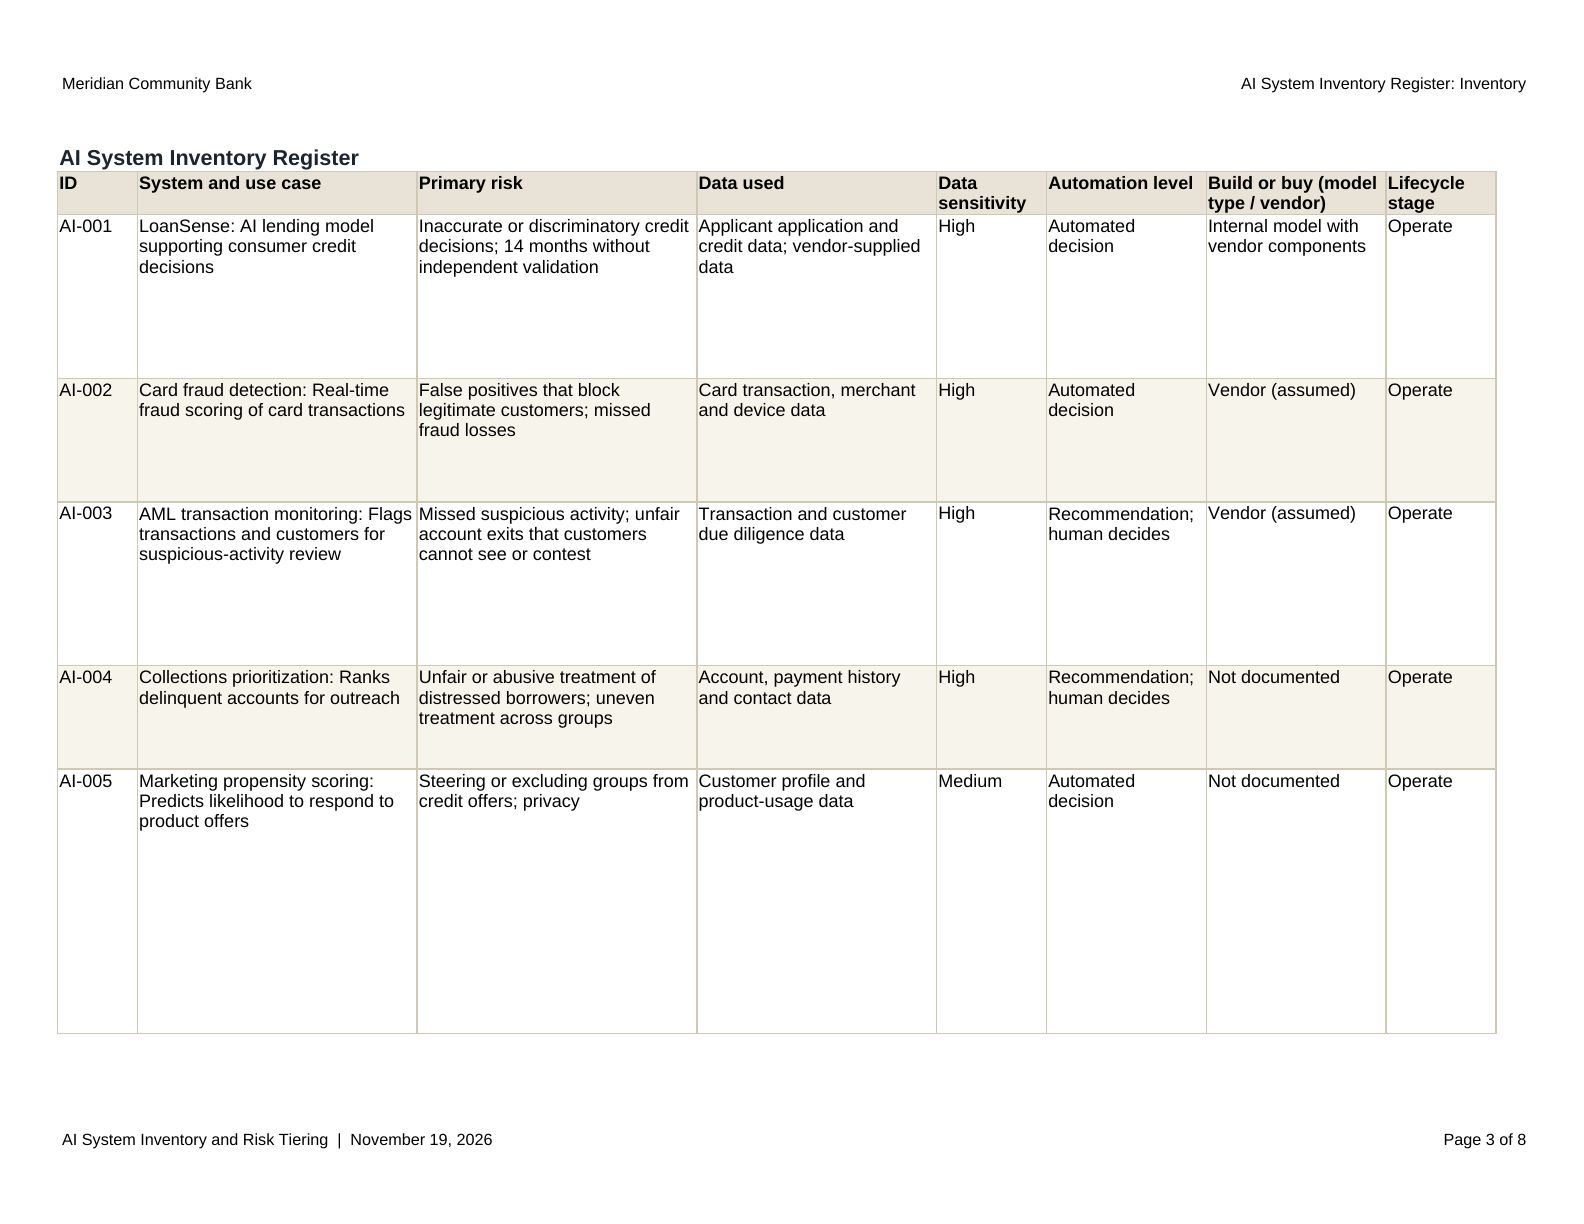 Meridian Community Bank
AI System Inventory Register: Inventory
AI System Inventory Register
ID
System and use case
Primary risk
Data used
Data
sensitivity
Automation level
Build or buy (model
type / vendor)
Lifecycle
stage
AI-001
LoanSense: AI lending model
supporting consumer credit
decisions
Inaccurate or discriminatory credit
decisions; 14 months without
independent validation
Applicant application and
credit data; vendor-supplied
data
High
Automated
decision
Internal model with
vendor components
Operate
AI-002
Card fraud detection: Real-time
fraud scoring of card transactions
False positives that block
legitimate customers; missed
fraud losses
Card transaction, merchant
and device data
High
Automated
decision
Vendor (assumed)
Operate
AI-003
AML transaction monitoring: Flags
transactions and customers for
suspicious-activity review
Missed suspicious activity; unfair
account exits that customers
cannot see or contest
Transaction and customer
due diligence data
High
Recommendation;
human decides
Vendor (assumed)
Operate
AI-004
Collections prioritization: Ranks
delinquent accounts for outreach
Unfair or abusive treatment of
distressed borrowers; uneven
treatment across groups
Account, payment history
and contact data
High
Recommendation;
human decides
Not documented
Operate
AI-005
Marketing propensity scoring:
Predicts likelihood to respond to
product offers
Steering or excluding groups from
credit offers; privacy
Customer profile and
product-usage data
Medium
Automated
decision
Not documented
Operate
AI System Inventory and Risk Tiering | November 19, 2026
Page 3 of 8